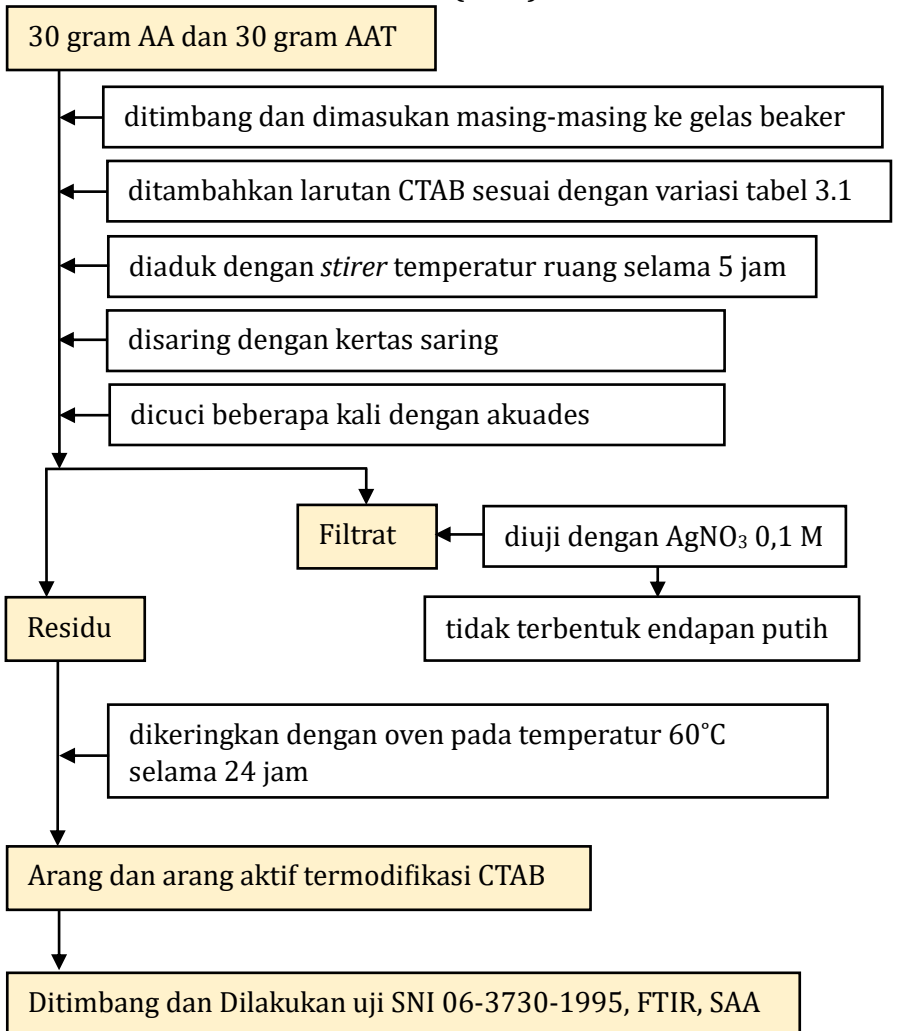 30 gram AA dan 30 gram AAT
ditimbang dan dimasukan masing-masing ke gelas beaker
ditambahkan larutan CTAB sesuai dengan variasi tabel 3.1
diaduk dengan stirer temperatur ruang selama 5 jam
disaring dengan kertas saring
dicuci beberapa kali dengan akuades
Filtrat
diuji dengan AgNO₃ 0,1 M
Residu
tidak terbentuk endapan putih
dikeringkan dengan oven pada temperatur 60˚C
selama 24 jam
Arang dan arang aktif termodifikasi CTAB
Ditimbang dan Dilakukan uji SNI 06-3730-1995, FTIR, SAA